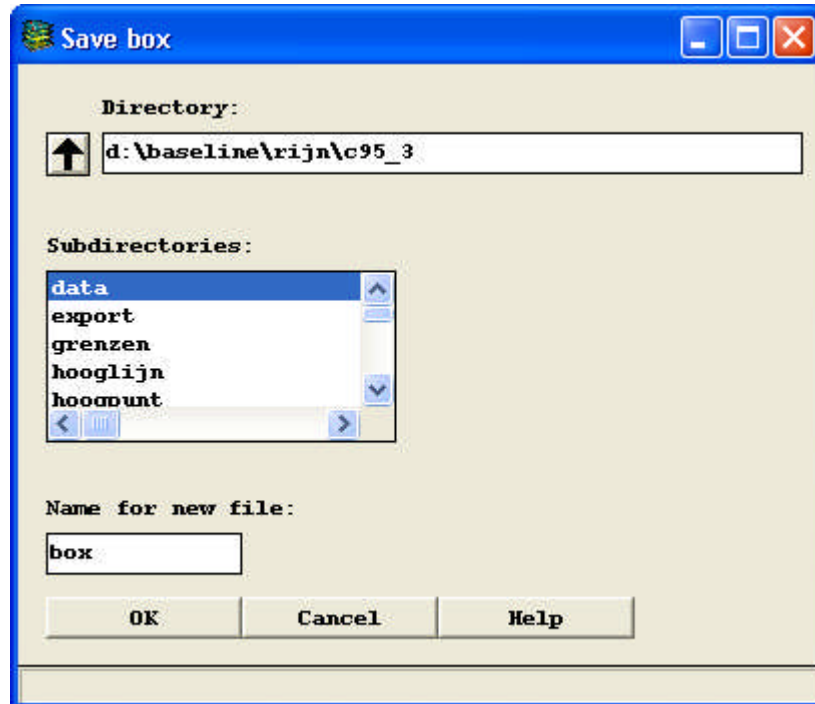 Save box
Directory:
d:\baseline\rijn\c95_3
Subdirectories:
data
export
grenzen
hooglijn
hoogpunt
Name for new file:
box
OK Cancel Help